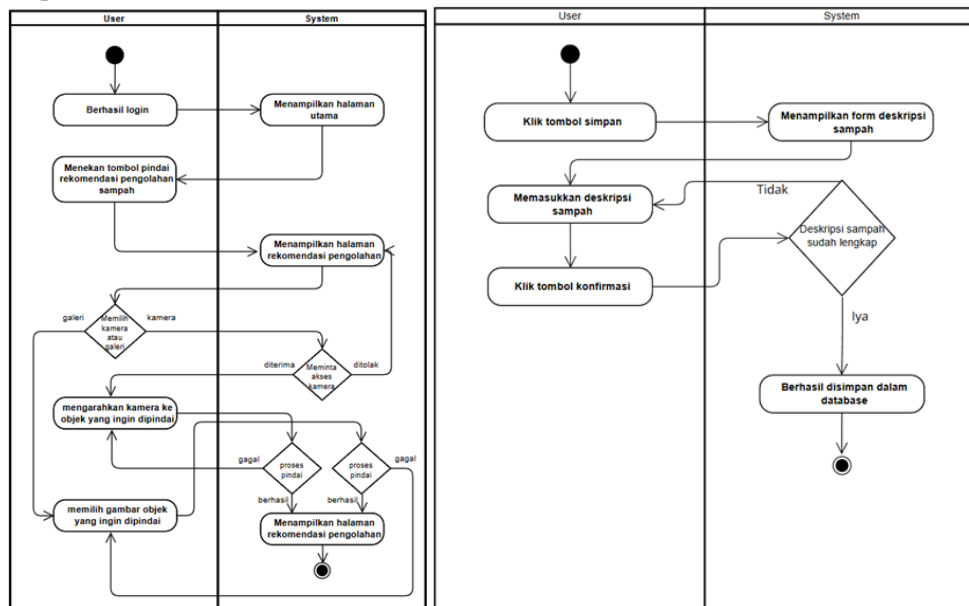 User
System
Berhasil login
Menampilkan halaman
utama
Menekan tombol pindai
rekomendasi pengolahan
sampah
Menampilkan halaman
rekomendasi pengolahan
galeri
Memilih
kamera
atau
galeri
kamera
diterima
Meminta
akses
kamera
ditolak
mengarahkan kamera ke
objek yang ingin dipindai
gagal
proses
pindai
proses
pindai
gagal
berhasil
berhasil
memilih gambar objek
yang ingin dipindai
Menampilkan halaman
rekomendasi pengolahan
User
System
Klik tombol simpan
Menampilkan form deskripsi
sampah
Memasukkan deskripsi
sampah
Tidak
Deskripsi sampah
sudah lengkap
Klik tombol konfirmasi
Iya
Berhasil disimpan dalam
database